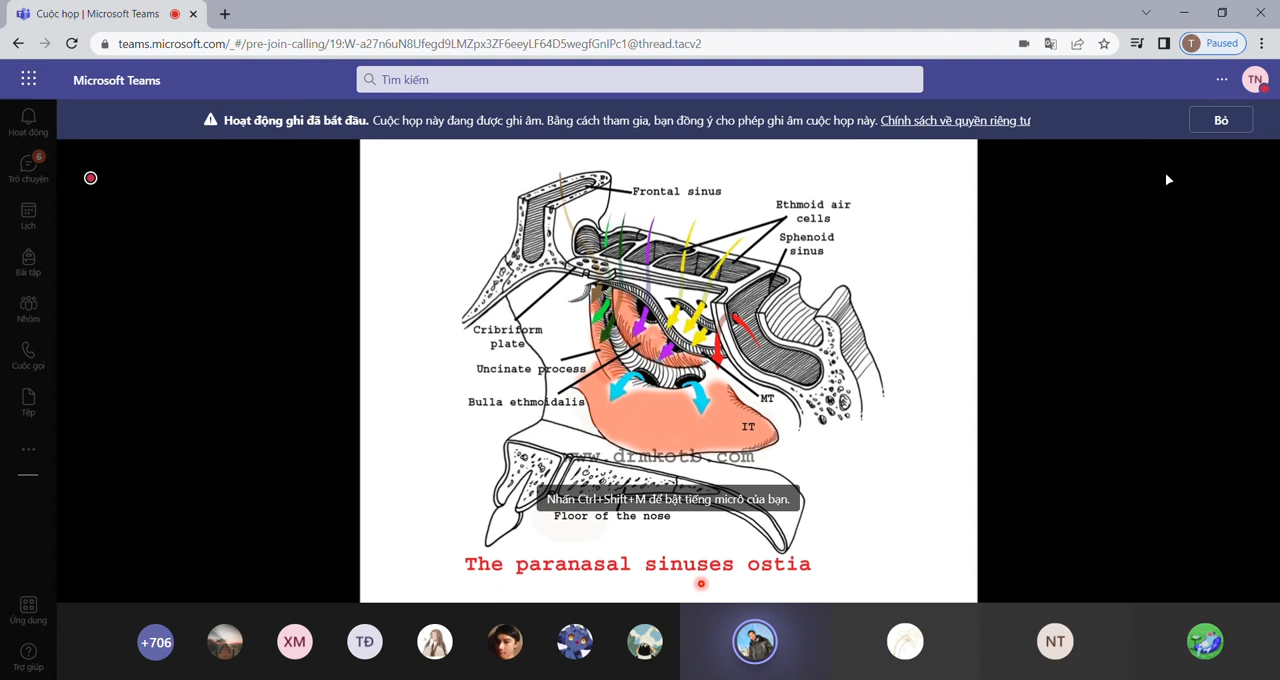 Cuộc họp | Microsoft Teams
teams.microsoft.com/_#/pre-join-calling/19:W-a27n6uN8Ufegd9LMZpx3ZF6eeyLF64D5wegfGnIPc1@thread.tacv2
T Paused
Microsoft Teams
Tìm kiếm
TN
Hoạt động ghi đã bắt đầu. Cuộc họp này đang được ghi âm. Bằng cách tham gia, bạn đồng ý cho phép ghi âm cuộc họp này. Chính sách về quyền riêng tư
Bỏ
Hoạt động
6
Trò chuyện
Lịch
Bài tập
Nhóm
Cuộc gọi
Tệp
Ứng dụng
Trợ giúp
Frontal sinus
Ethmoid air
cells
Sphenoid
sinus
Cribriform
plate
Uncinate process
Bulla ethmoidalis
MT
IT
www.drmkotb.com
Nhấn Ctrl+Shift+M để bật tiếng micrô của bạn.
Floor of the nose
The paranasal sinuses ostia
+706
XM
TĐ
NT